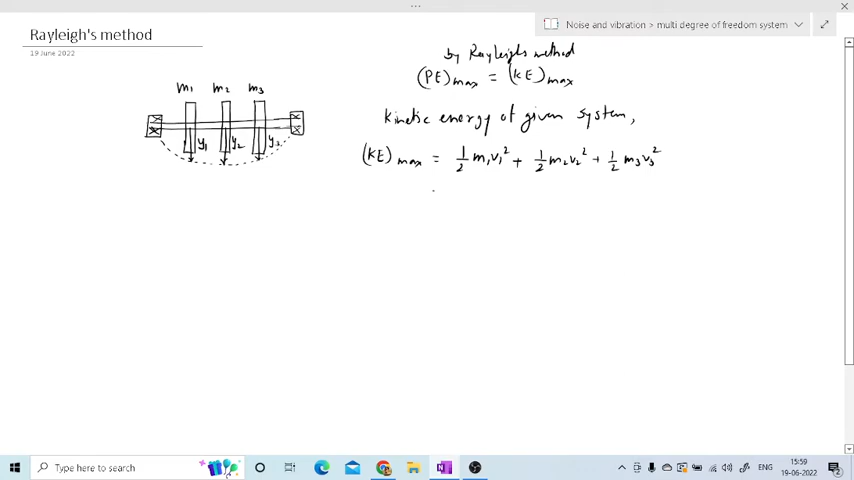 Noise and vibration > multi degree of freedom system
Rayleigh's method
19 June 2022
by Rayleigh's method
(PE)max = (KE)max
m1 m2 m3
y1 y2 y3
Kinetic energy of given system,
(KE)max = 1/2 m1v1² + 1/2 m2v2² + 1/2 m3v3²
Type here to search
ENG
15:59
19-06-2022
2